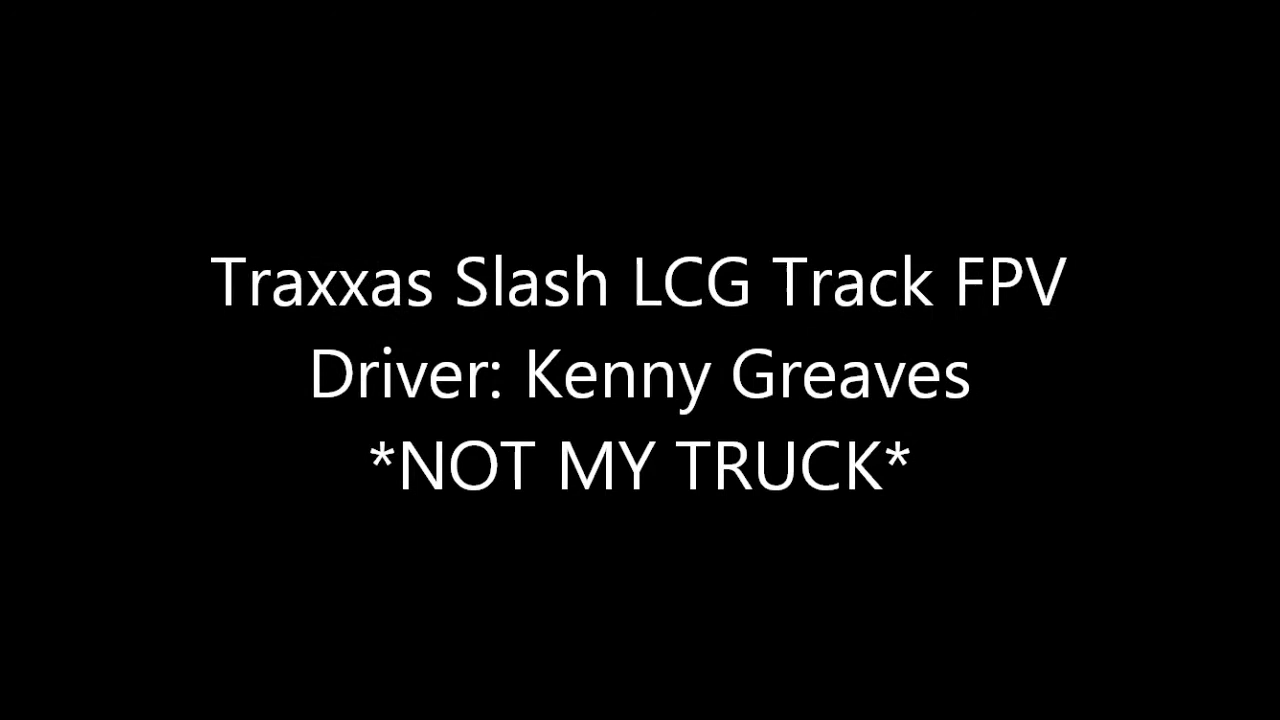 Traxxas Slash LCG Track FPV
Driver: Kenny Greaves
*NOT MY TRUCK*